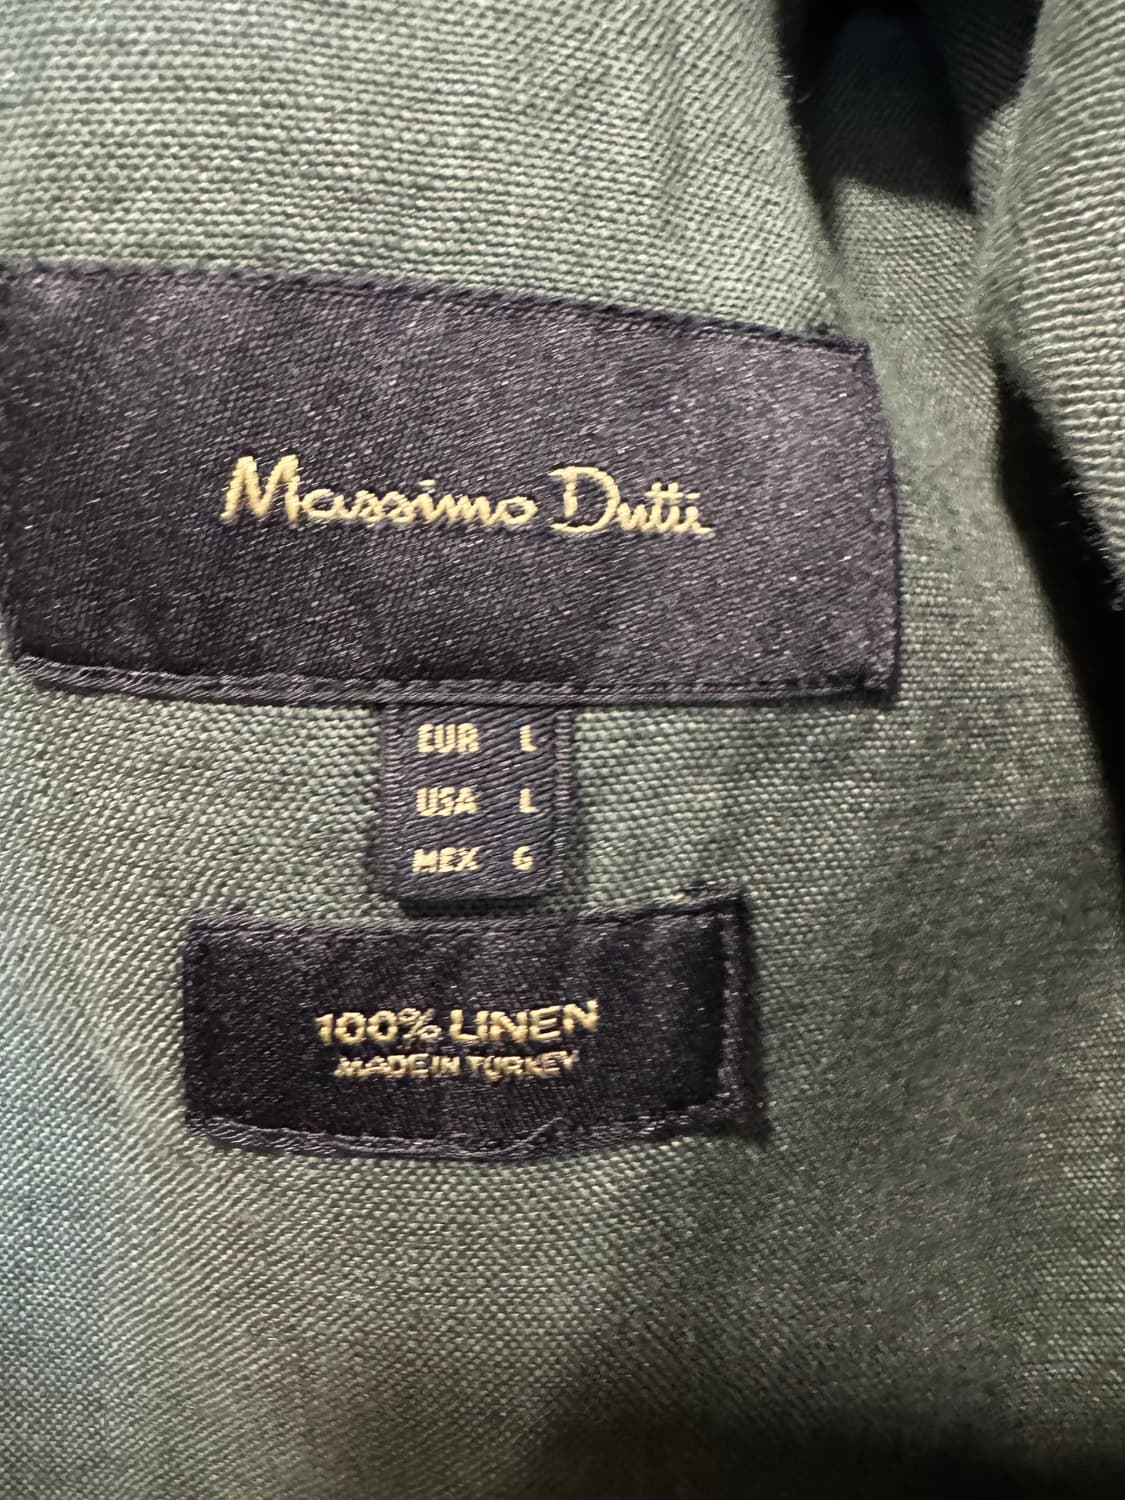 Massimo Dutti
EUR L
USA L
MEX G
100% LINEN
MADE IN TURKEY